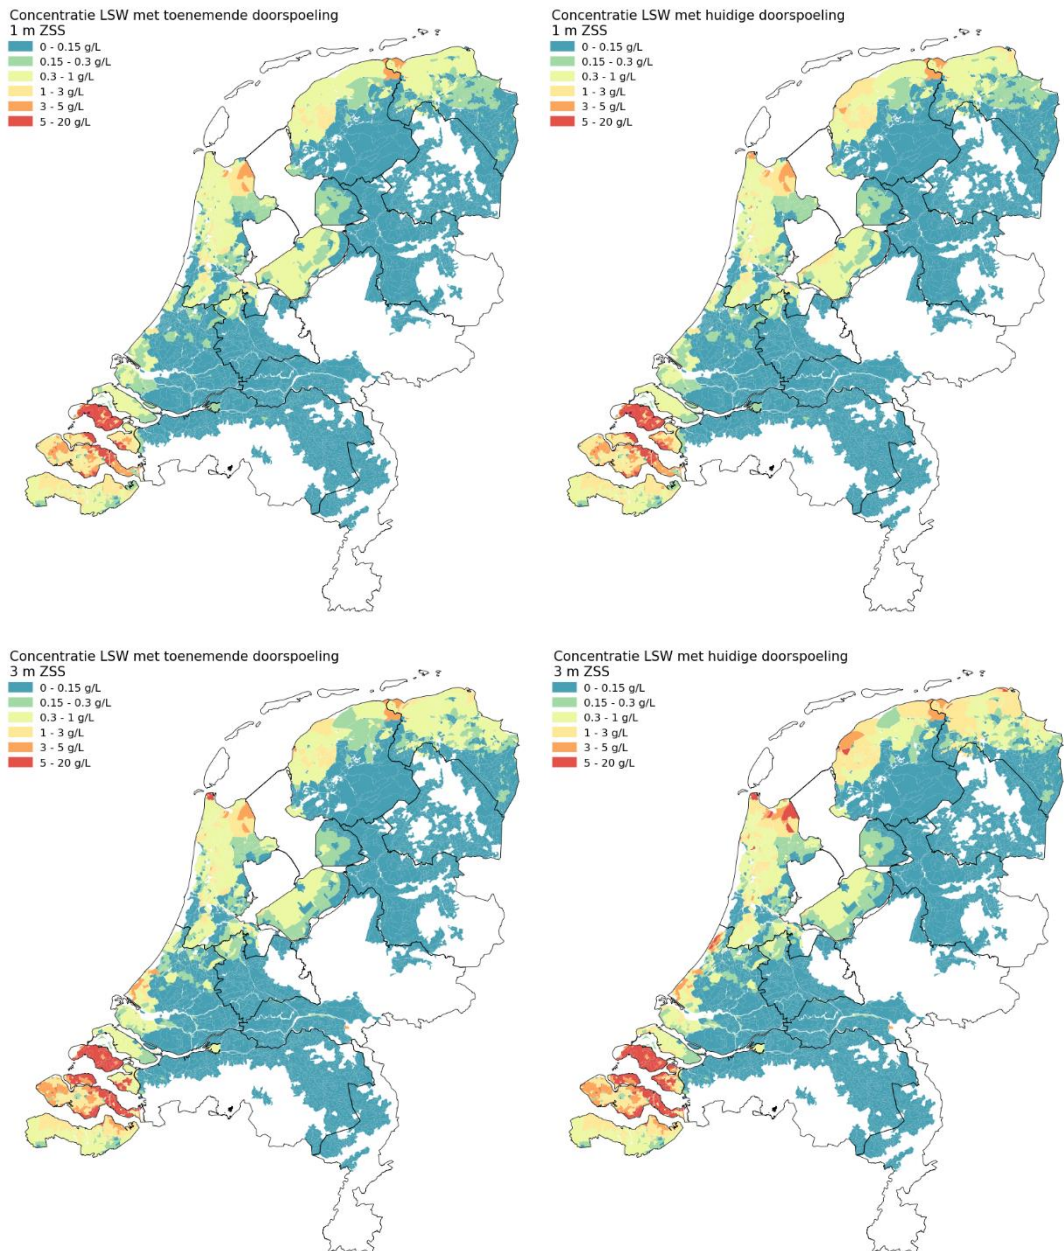 Concentratie LSW met toenemende doorspoeling
1 m ZSS
0 - 0.15 g/L
0.15 - 0.3 g/L
0.3 - 1 g/L
1 - 3 g/L
3 - 5 g/L
5 - 20 g/L
Concentratie LSW met huidige doorspoeling
1 m ZSS
0 - 0.15 g/L
0.15 - 0.3 g/L
0.3 - 1 g/L
1 - 3 g/L
3 - 5 g/L
5 - 20 g/L
Concentratie LSW met toenemende doorspoeling
3 m ZSS
0 - 0.15 g/L
0.15 - 0.3 g/L
0.3 - 1 g/L
1 - 3 g/L
3 - 5 g/L
5 - 20 g/L
Concentratie LSW met huidige doorspoeling
3 m ZSS
0 - 0.15 g/L
0.15 - 0.3 g/L
0.3 - 1 g/L
1 - 3 g/L
3 - 5 g/L
5 - 20 g/L